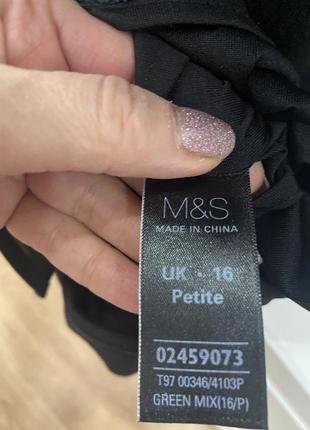 M&S
MADE IN CHINA
UK • 16
Petite
02459073
T97 00346/4103P
GREEN MIX(16/P)